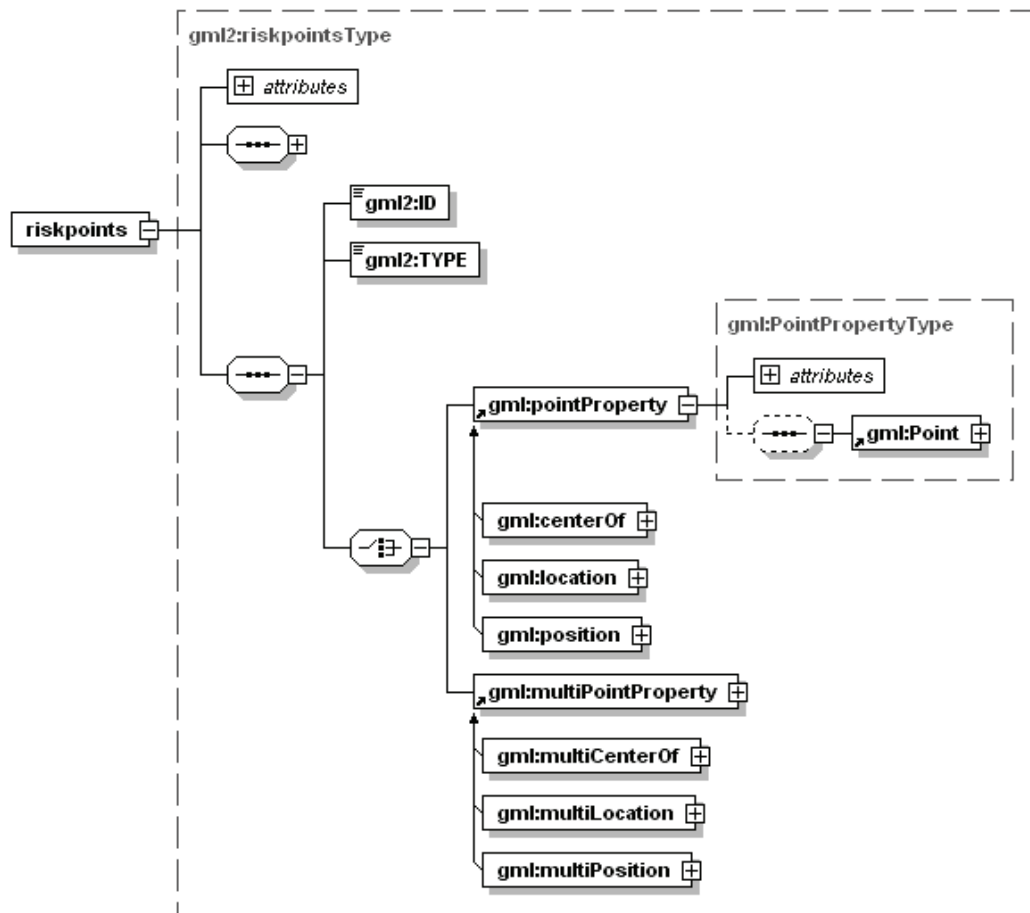 gml2:riskpointsType
attributes
riskpoints
gml2:ID
gml2:TYPE
gml:PointPropertyType
attributes
gml:pointProperty
gml:Point
gml:centerOf
gml:location
gml:position
gml:multiPointProperty
gml:multiCenterOf
gml:multiLocation
gml:multiPosition